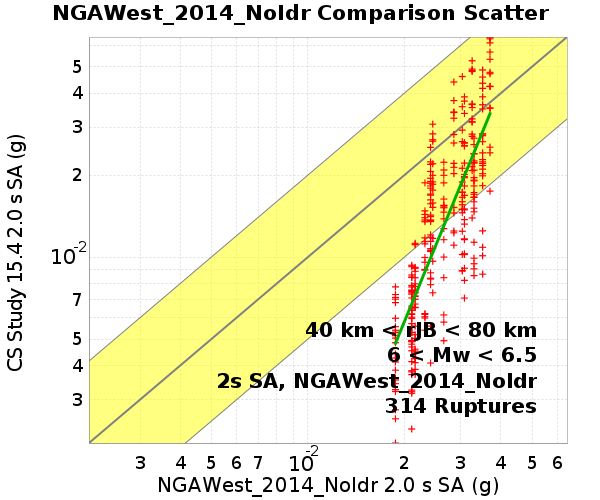 NGAWest_2014_NoIdr Comparison Scatter
CS Study 15.4 2.0 s SA (g)
5
4
3
2
10-2
7
5
4
3
40 km < rJB < 80 km
6 < Mw < 6.5
2s SA, NGAWest_2014_NoIdr
314 Ruptures
3 4 5 6 7 10-2 2 3 4 5 6
NGAWest_2014_NoIdr 2.0 s SA (g)